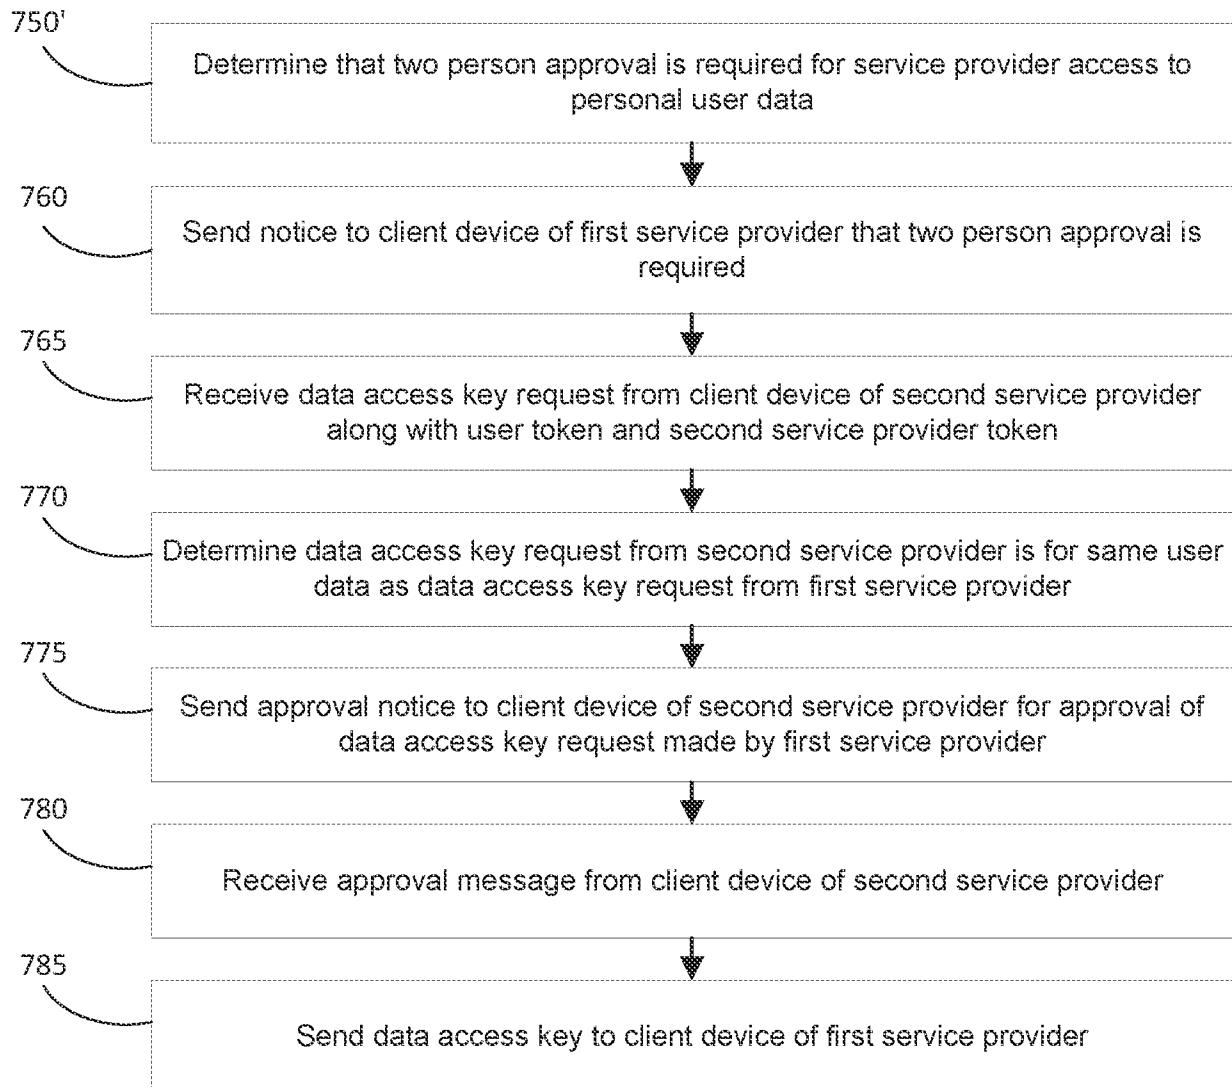 750'
Determine that two person approval is required for service provider access to
personal user data
760
Send notice to client device of first service provider that two person approval is
required
765
Receive data access key request from client device of second service provider
along with user token and second service provider token
770
Determine data access key request from second service provider is for same user
data as data access key request from first service provider
775
Send approval notice to client device of second service provider for approval of
data access key request made by first service provider
780
Receive approval message from client device of second service provider
785
Send data access key to client device of first service provider